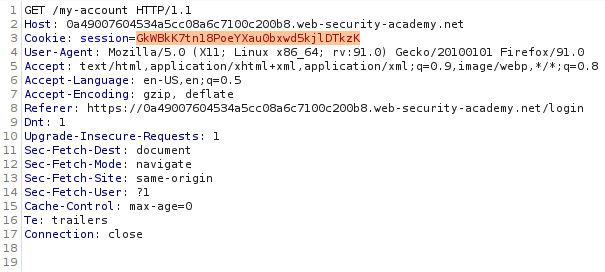 1 GET /my-account HTTP/1.1
2 Host: 0a49007604534a5cc08a6c7100c200b8.web-security-academy.net
3 Cookie: session=GkWBkK7tn18PoeYXau0bxwd5kjlDTkzK
4 User-Agent: Mozilla/5.0 (X11; Linux x86_64; rv:91.0) Gecko/20100101 Firefox/91.0
5 Accept: text/html,application/xhtml+xml,application/xml;q=0.9,image/webp,*/*;q=0.8
6 Accept-Language: en-US,en;q=0.5
7 Accept-Encoding: gzip, deflate
8 Referer: https://0a49007604534a5cc08a6c7100c200b8.web-security-academy.net/login
9 Dnt: 1
10 Upgrade-Insecure-Requests: 1
11 Sec-Fetch-Dest: document
12 Sec-Fetch-Mode: navigate
13 Sec-Fetch-Site: same-origin
14 Sec-Fetch-User: ?1
15 Cache-Control: max-age=0
16 Te: trailers
17 Connection: close
18
19